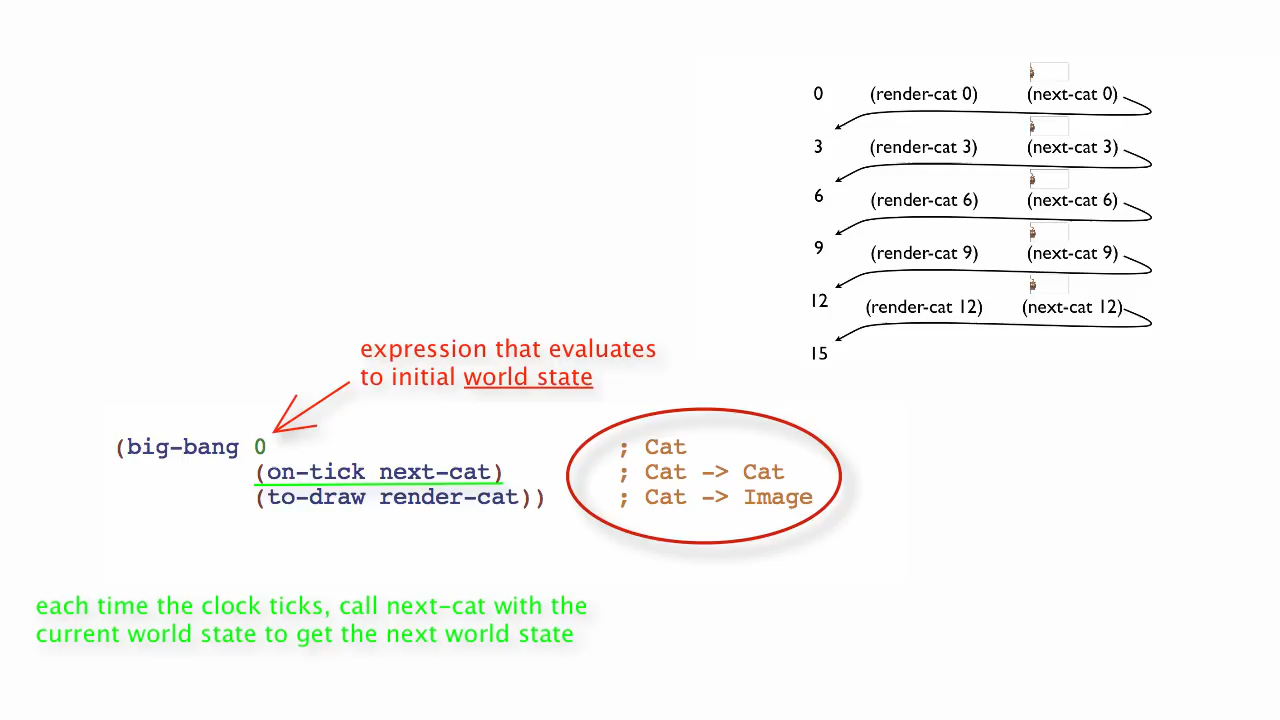 0 (render-cat 0) (next-cat 0)
3 (render-cat 3) (next-cat 3)
6 (render-cat 6) (next-cat 6)
9 (render-cat 9) (next-cat 9)
12 (render-cat 12) (next-cat 12)
15
expression that evaluates
to initial world state
(big-bang 0 ; Cat
(on-tick next-cat) ; Cat -> Cat
(to-draw render-cat)) ; Cat -> Image
each time the clock ticks, call next-cat with the
current world state to get the next world state